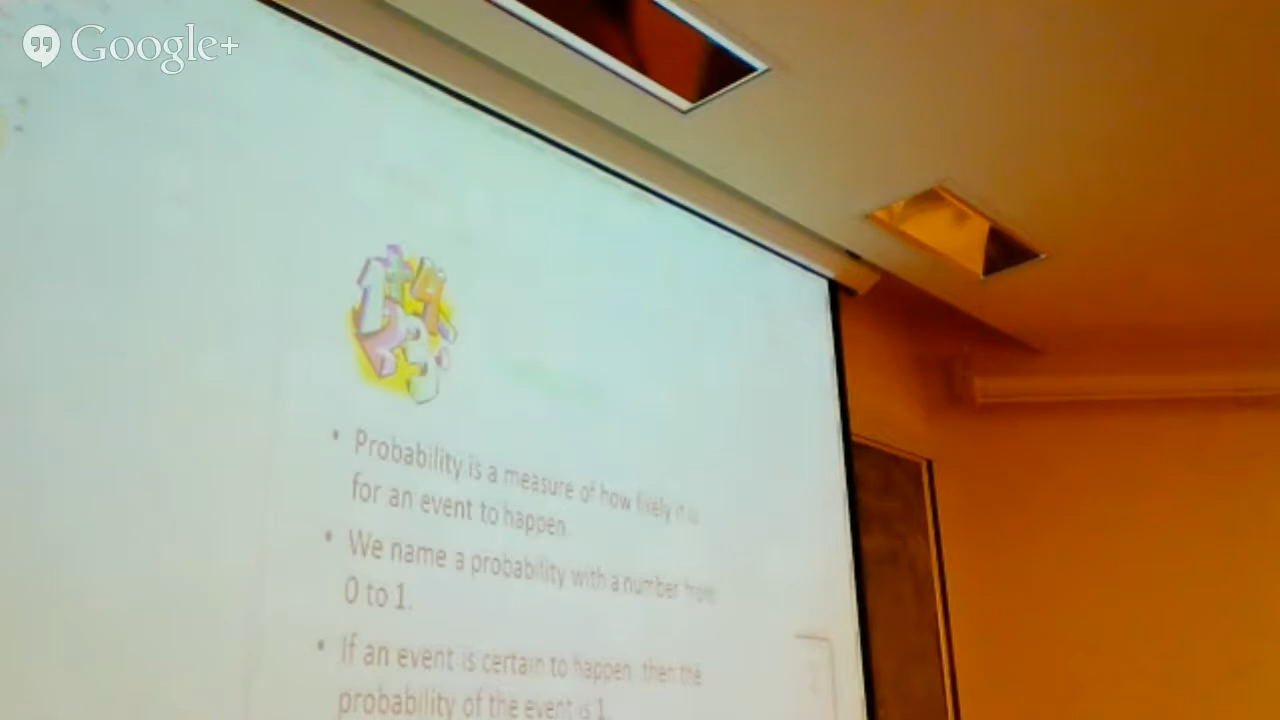 Google+
• Probability is a measure of how likely it is
for an event to happen.
• We name a probability with a number from
0 to 1.
• If an event is certain to happen, then the
probability of the event is 1.